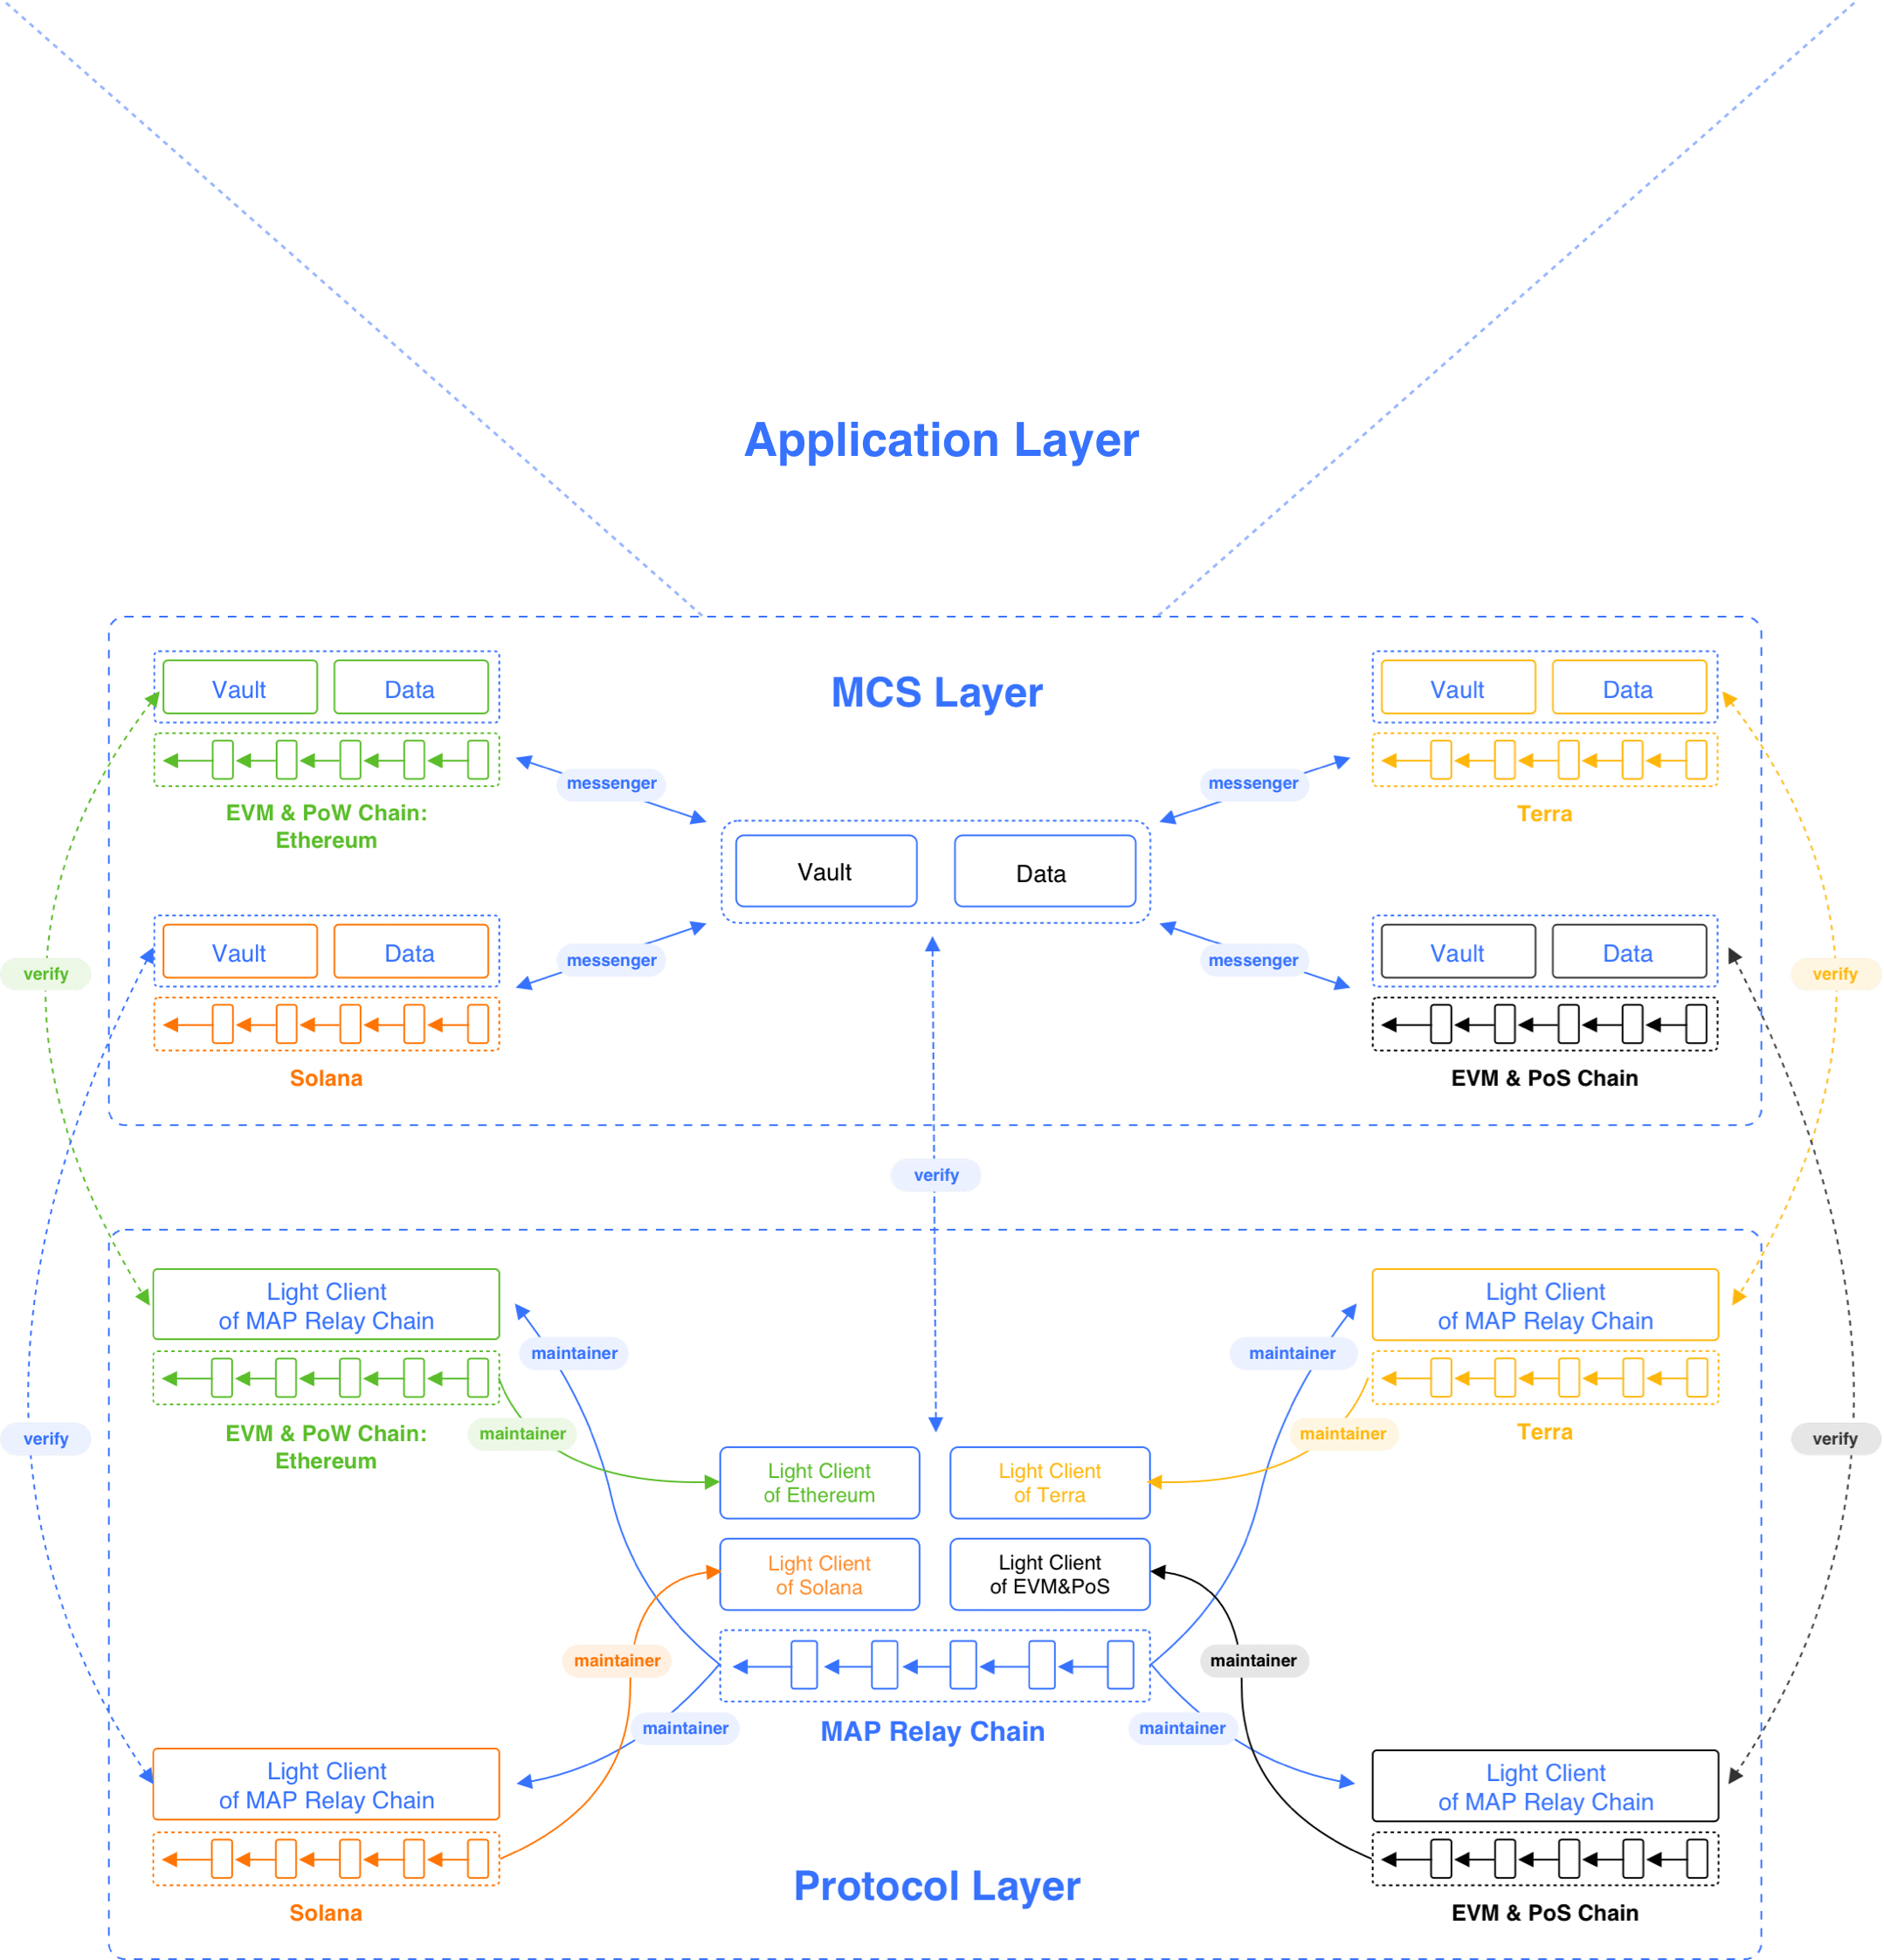 Application Layer
MCS Layer
Vault
Data
EVM & PoW Chain:
Ethereum
messenger
messenger
Vault
Data
Terra
Vault
Data
Vault
Data
Solana
messenger
messenger
Vault
Data
EVM & PoS Chain
verify
verify
verify
Light Client
of MAP Relay Chain
EVM & PoW Chain:
Ethereum
maintainer
maintainer
Light Client
of MAP Relay Chain
Terra
maintainer
maintainer
verify
verify
Light Client
of Ethereum
Light Client
of Terra
Light Client
of Solana
Light Client
of EVM&PoS
maintainer
maintainer
MAP Relay Chain
maintainer
maintainer
Light Client
of MAP Relay Chain
Solana
Light Client
of MAP Relay Chain
EVM & PoS Chain
Protocol Layer